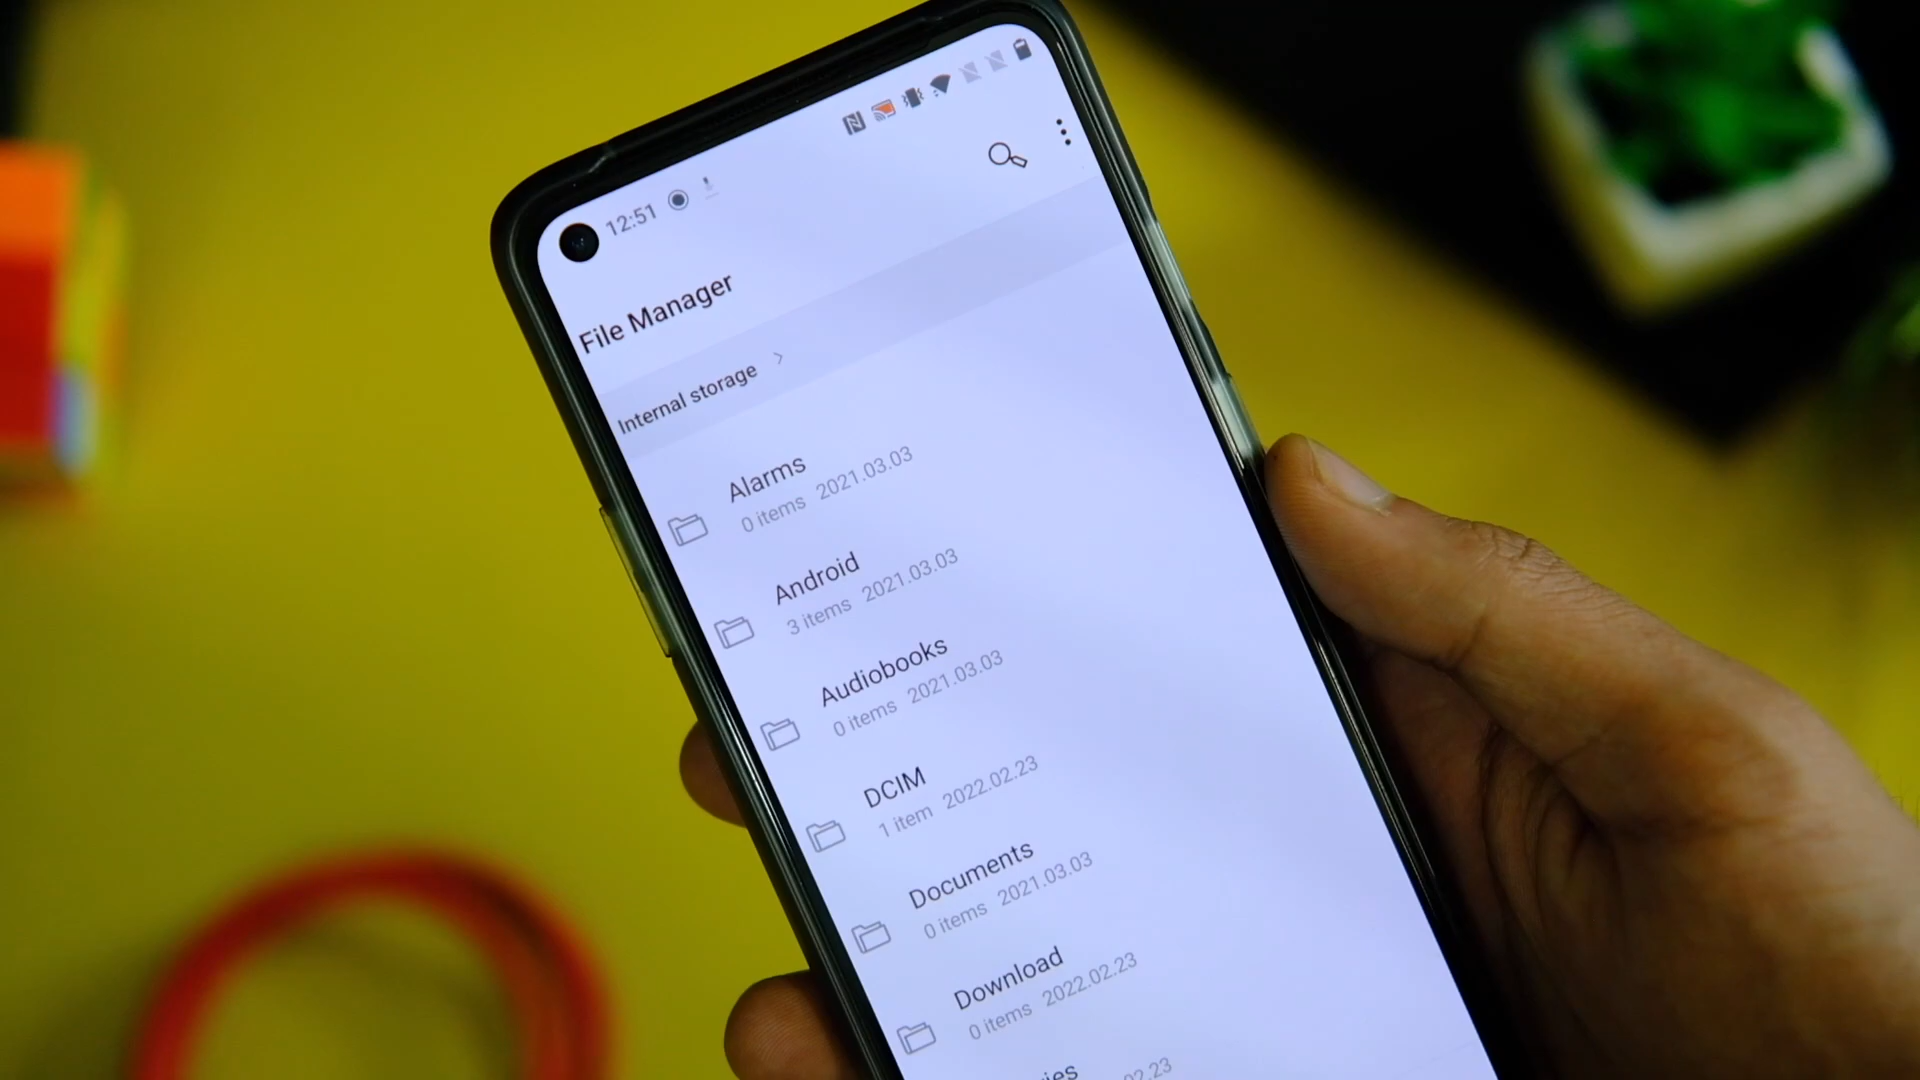 12:51
File Manager
Internal storage >
Alarms
0 items 2021.03.03
Android
3 items 2021.03.03
Audiobooks
0 items 2021.03.03
DCIM
1 item 2022.02.23
Documents
0 items 2021.03.03
Download
0 items 2022.02.23